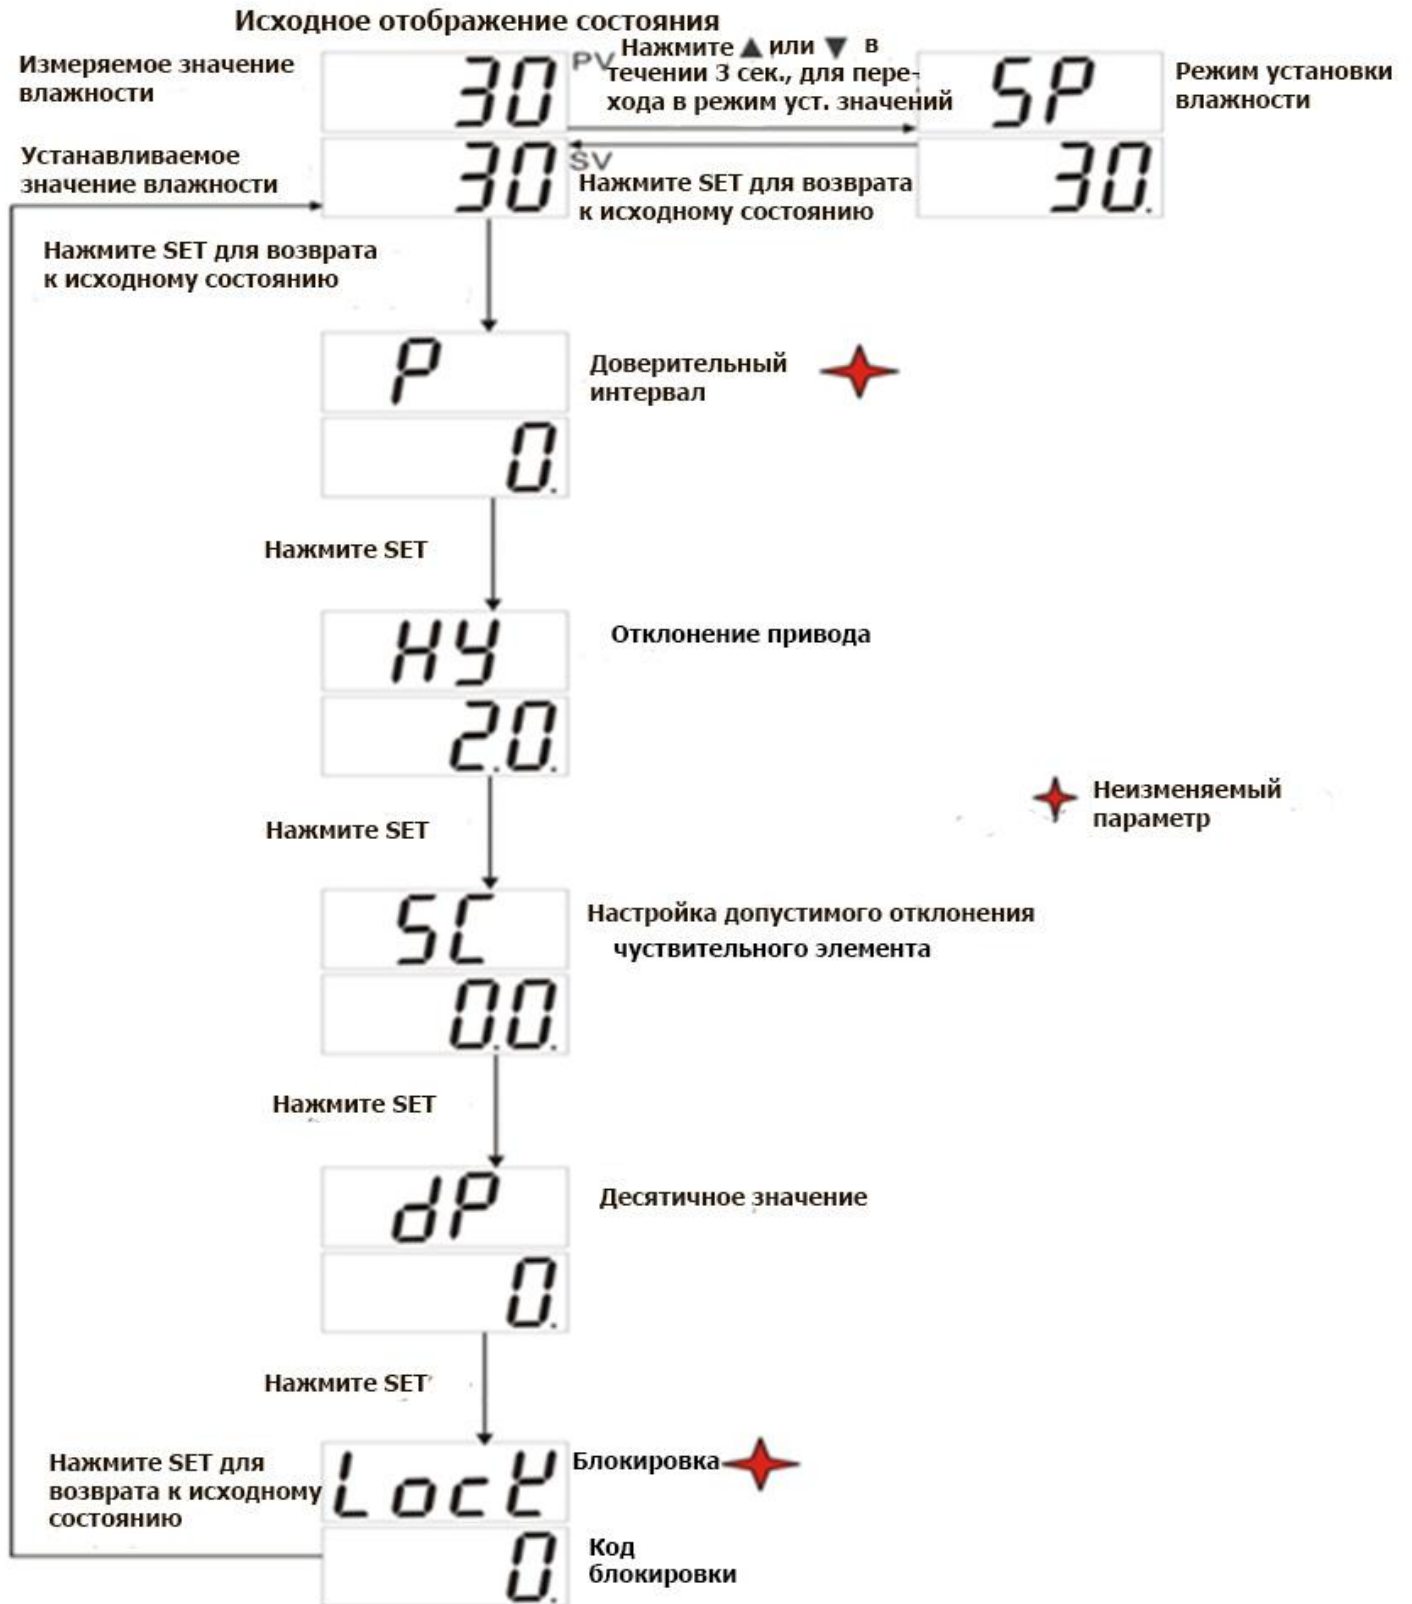 Исходное отображение состояния
Измеряемое значение
влажности
30
PV
Нажмите ▲ или ▼ в
течении 3 сек., для пере-
хода в режим уст. значений
SP
Режим установки
влажности
Устанавливаемое
значение влажности
30
SV
Нажмите SET для возврата
к исходному состоянию
30.
Нажмите SET для возврата
к исходному состоянию
P
Доверительный
интервал
0.
Нажмите SET
HY
Отклонение привода
2.0.
Неизменяемый
параметр
Нажмите SET
SC
Настройка допустимого отклонения
чуствительного элемента
0.0.
Нажмите SET
dP
Десятичное значение
0.
Нажмите SET
Нажмите SET для
возврата к исходному
состоянию
LocK
Блокировка
0.
Код
блокировки